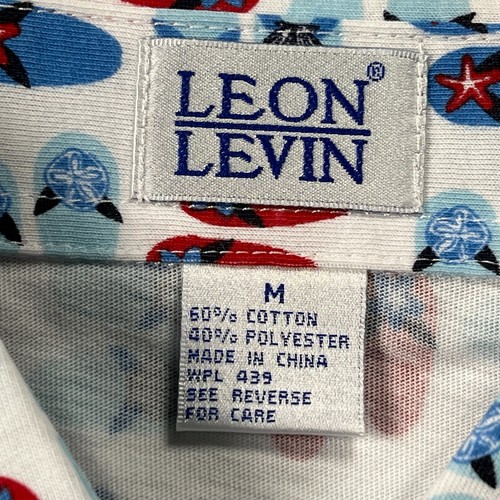 LEON®
LEVIN
M
60% COTTON
40% POLYESTER
MADE IN CHINA
WPL 439
SEE REVERSE
FOR CARE